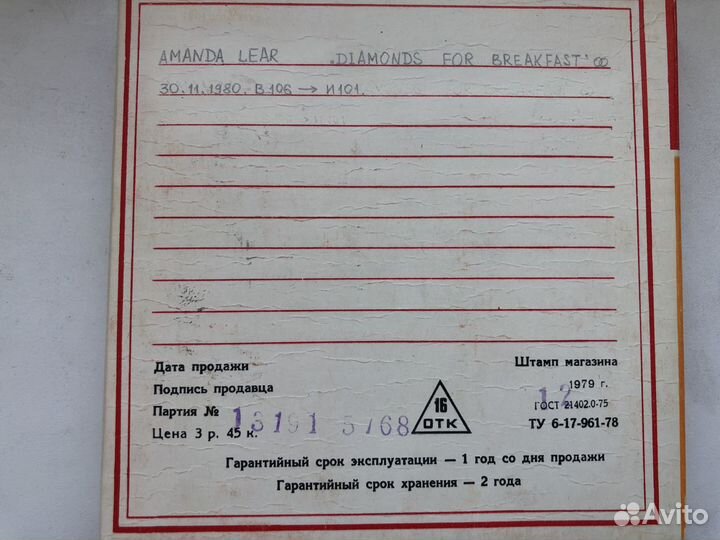 AMANDA LEAR „DIAMONDS FOR BREAKFAST" 80
30.11.1980. В106 → И101.
Дата продажи
Штамп магазина
Подпись продавца
12 1979 г.
Партия № 13191 5768
16
ОТК
ГОСТ 21402.0-75
Цена 3 р. 45 к.
ТУ 6-17-961-78
Гарантийный срок эксплуатации — 1 год со дня продажи
Гарантийный срок хранения — 2 года
Avito